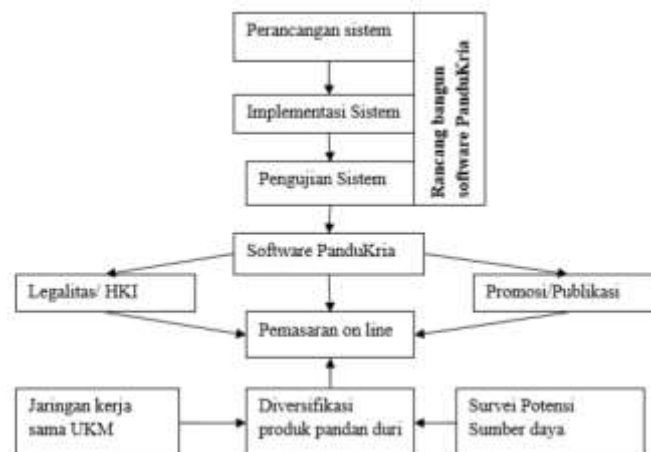 Perancangan sistem
Implementasi Sistem
Pengujian Sistem
Rancang bangun
software PanduKria
Software PanduKria
Legalitas/ HKI
Promosi/Publikasi
Pemasaran on line
Jaringan kerja
sama UKM
Diversifikasi
produk pandan duri
Survei Potensi
Sumber daya